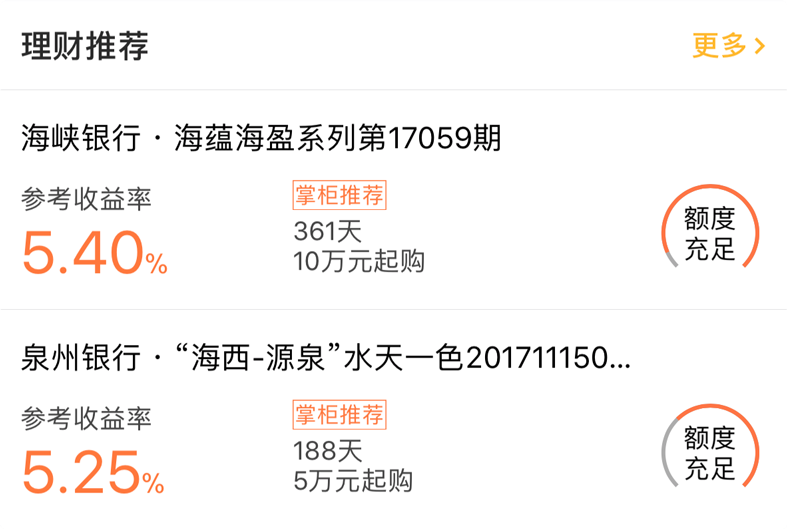 理财推荐
更多 >
海峡银行 · 海蕴海盈系列第17059期
参考收益率
5.40%
掌柜推荐
361天
10万元起购
额度
充足
泉州银行 · “海西-源泉”水天一色201711150...
参考收益率
5.25%
掌柜推荐
188天
5万元起购
额度
充足